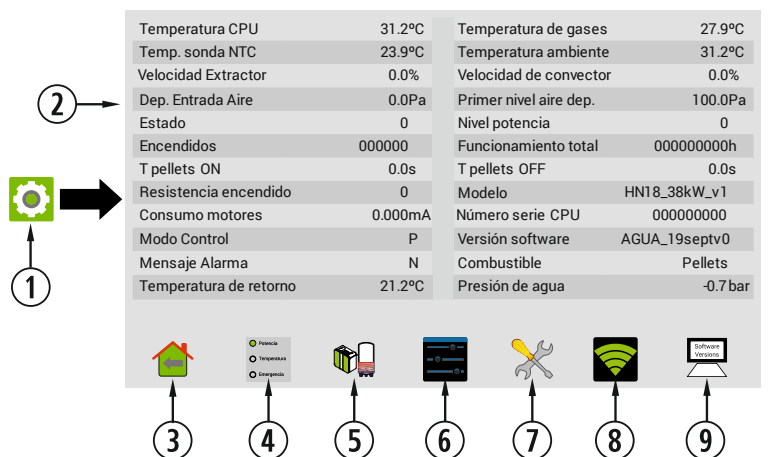 Temperatura CPU 31.2ºC Temperatura de gases 27.9ºC
Temp. sonda NTC 23.9ºC Temperatura ambiente 31.2ºC
Velocidad Extractor 0.0% Velocidad de convector 0.0%
2 Dep. Entrada Aire 0.0Pa Primer nivel aire dep. 100.0Pa
Estado 0 Nivel potencia 0
Encendidos 000000 Funcionamiento total 000000000h
T pellets ON 0.0s T pellets OFF 0.0s
Resistencia encendido 0 Modelo HN18_38kW_v1
Consumo motores 0.000mA Número serie CPU 000000000
Modo Control P Versión software AGUA_19septv0
Mensaje Alarma N Combustible Pellets
1
Temperatura de retorno 21.2ºC Presión de agua -0.7bar
Potencia
Temperatura
Emergencia
Software
Versions
3 4 5 6 7 8 9